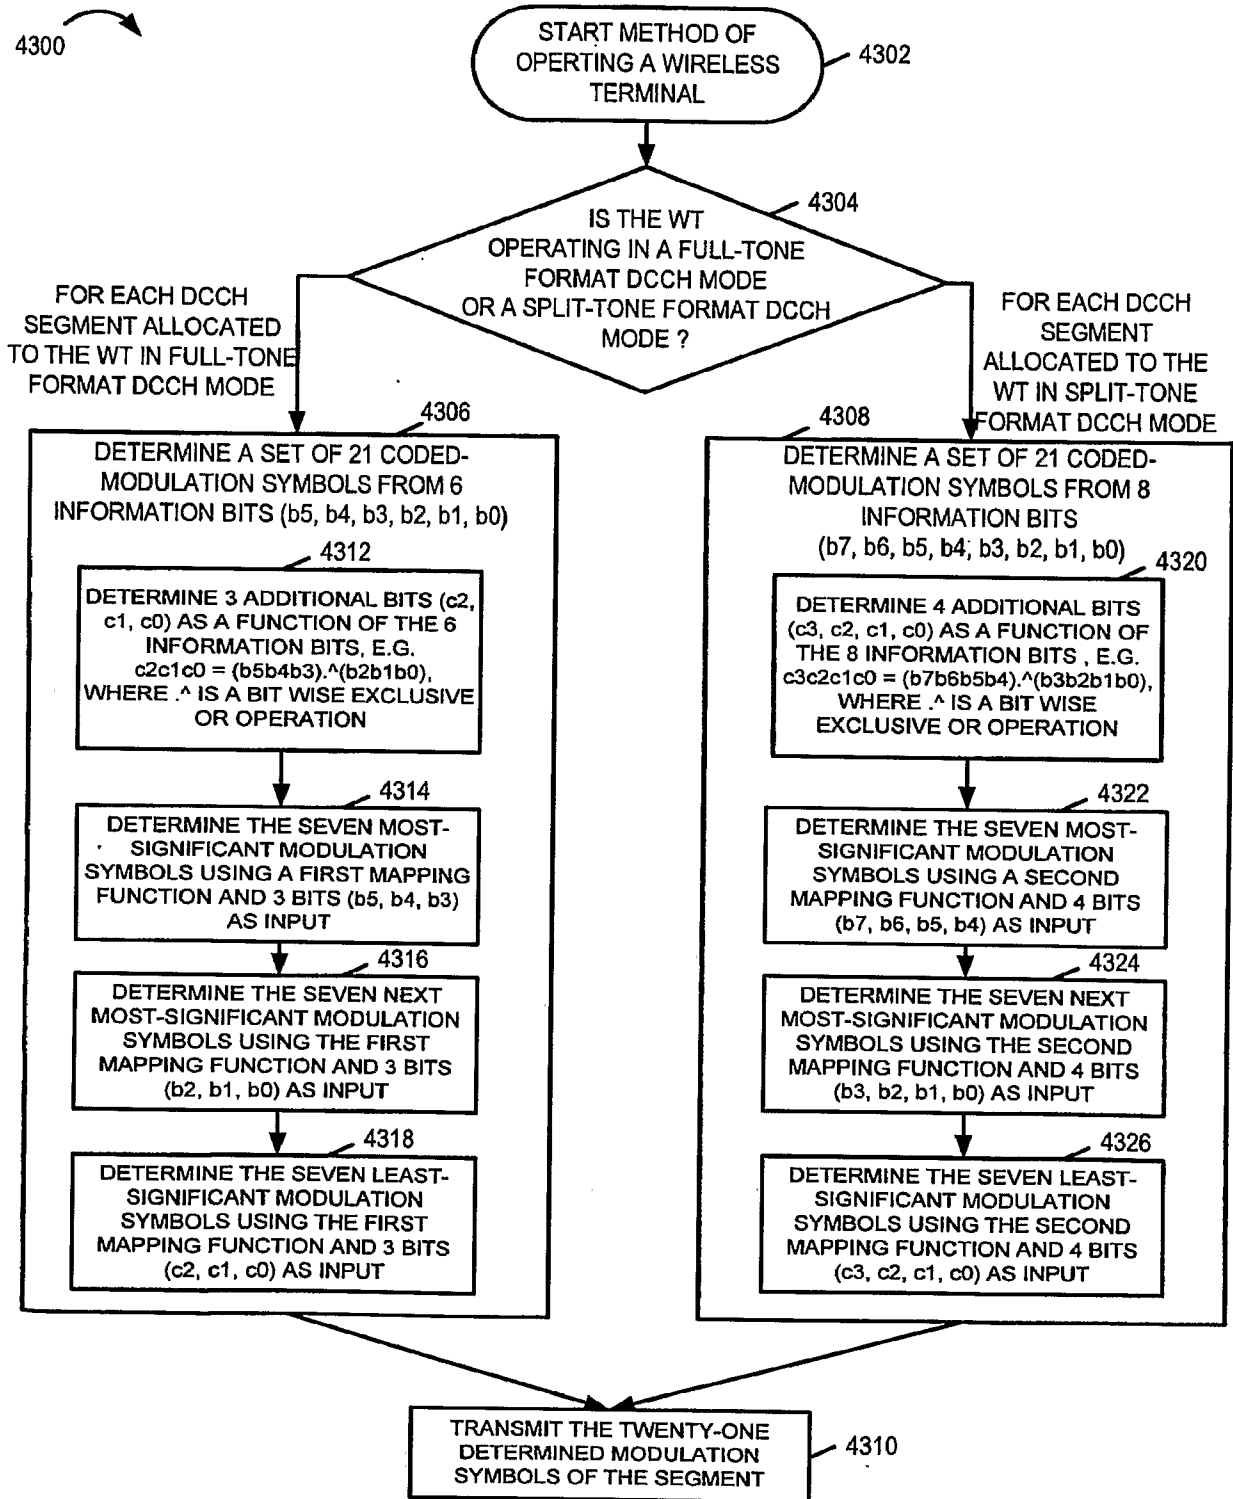 4300
START METHOD OF
OPERTING A WIRELESS
TERMINAL
4302
4304
IS THE WT
OPERATING IN A FULL-TONE
FORMAT DCCH MODE
OR A SPLIT-TONE FORMAT DCCH
MODE ?
FOR EACH DCCH
SEGMENT ALLOCATED
TO THE WT IN FULL-TONE
FORMAT DCCH MODE
FOR EACH DCCH
SEGMENT
ALLOCATED TO THE
WT IN SPLIT-TONE
FORMAT DCCH MODE
4306
DETERMINE A SET OF 21 CODED-
MODULATION SYMBOLS FROM 6
INFORMATION BITS (b5, b4, b3, b2, b1, b0)
4312
DETERMINE 3 ADDITIONAL BITS (c2,
c1, c0) AS A FUNCTION OF THE 6
INFORMATION BITS, E.G.
c2c1c0 = (b5b4b3).^(b2b1b0),
WHERE .^ IS A BIT WISE EXCLUSIVE
OR OPERATION
4314
DETERMINE THE SEVEN MOST-
SIGNIFICANT MODULATION
SYMBOLS USING A FIRST MAPPING
FUNCTION AND 3 BITS (b5, b4, b3)
AS INPUT
4316
DETERMINE THE SEVEN NEXT
MOST-SIGNIFICANT MODULATION
SYMBOLS USING THE FIRST
MAPPING FUNCTION AND 3 BITS
(b2, b1, b0) AS INPUT
4318
DETERMINE THE SEVEN LEAST-
SIGNIFICANT MODULATION
SYMBOLS USING THE FIRST
MAPPING FUNCTION AND 3 BITS
(c2, c1, c0) AS INPUT
4308
DETERMINE A SET OF 21 CODED-
MODULATION SYMBOLS FROM 8
INFORMATION BITS
(b7, b6, b5, b4; b3, b2, b1, b0)
4320
DETERMINE 4 ADDITIONAL BITS
(c3, c2, c1, c0) AS A FUNCTION OF
THE 8 INFORMATION BITS , E.G.
c3c2c1c0 = (b7b6b5b4).^(b3b2b1b0),
WHERE .^ IS A BIT WISE
EXCLUSIVE OR OPERATION
4322
DETERMINE THE SEVEN MOST-
SIGNIFICANT MODULATION
SYMBOLS USING A SECOND
MAPPING FUNCTION AND 4 BITS
(b7, b6, b5, b4) AS INPUT
4324
DETERMINE THE SEVEN NEXT
MOST-SIGNIFICANT MODULATION
SYMBOLS USING THE SECOND
MAPPING FUNCTION AND 4 BITS
(b3, b2, b1, b0) AS INPUT
4326
DETERMINE THE SEVEN LEAST-
SIGNIFICANT MODULATION
SYMBOLS USING THE SECOND
MAPPING FUNCTION AND 4 BITS
(c3, c2, c1, c0) AS INPUT
TRANSMIT THE TWENTY-ONE
DETERMINED MODULATION
SYMBOLS OF THE SEGMENT
4310